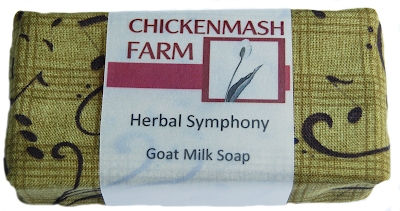 CHICKENMASH
FARM
Herbal Symphony
Goat Milk Soap